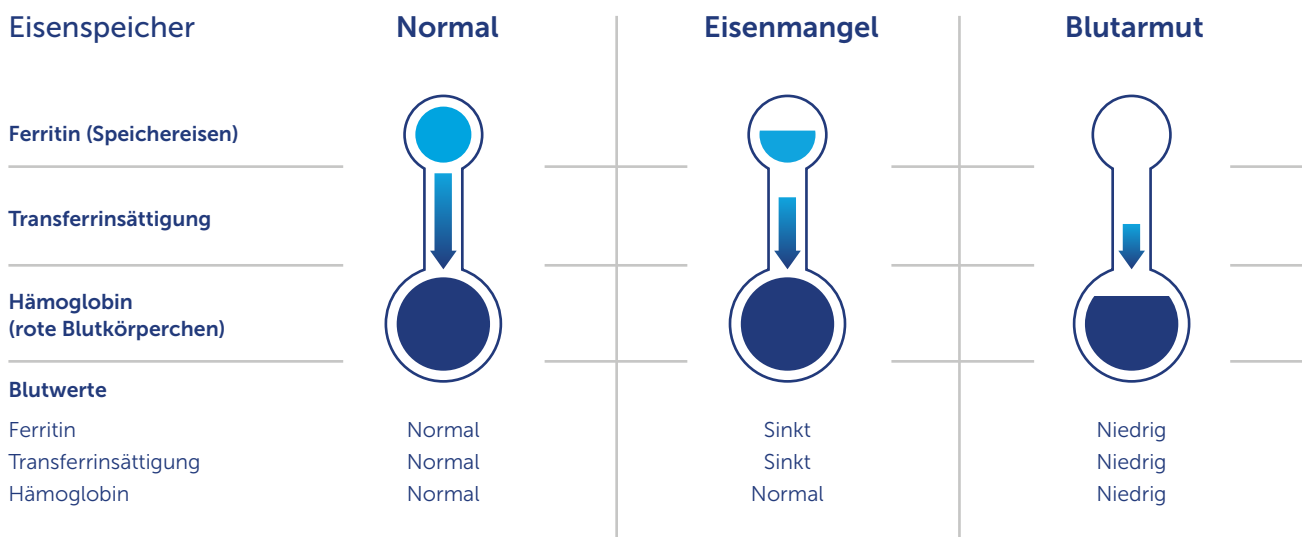 Eisenspeicher Normal Eisenmangel Blutarmut
Ferritin (Speichereisen)
Transferrinsättigung
Hämoglobin
(rote Blutkörperchen)
Blutwerte
Ferritin Normal Sinkt Niedrig
Transferrinsättigung Normal Sinkt Niedrig
Hämoglobin Normal Normal Niedrig